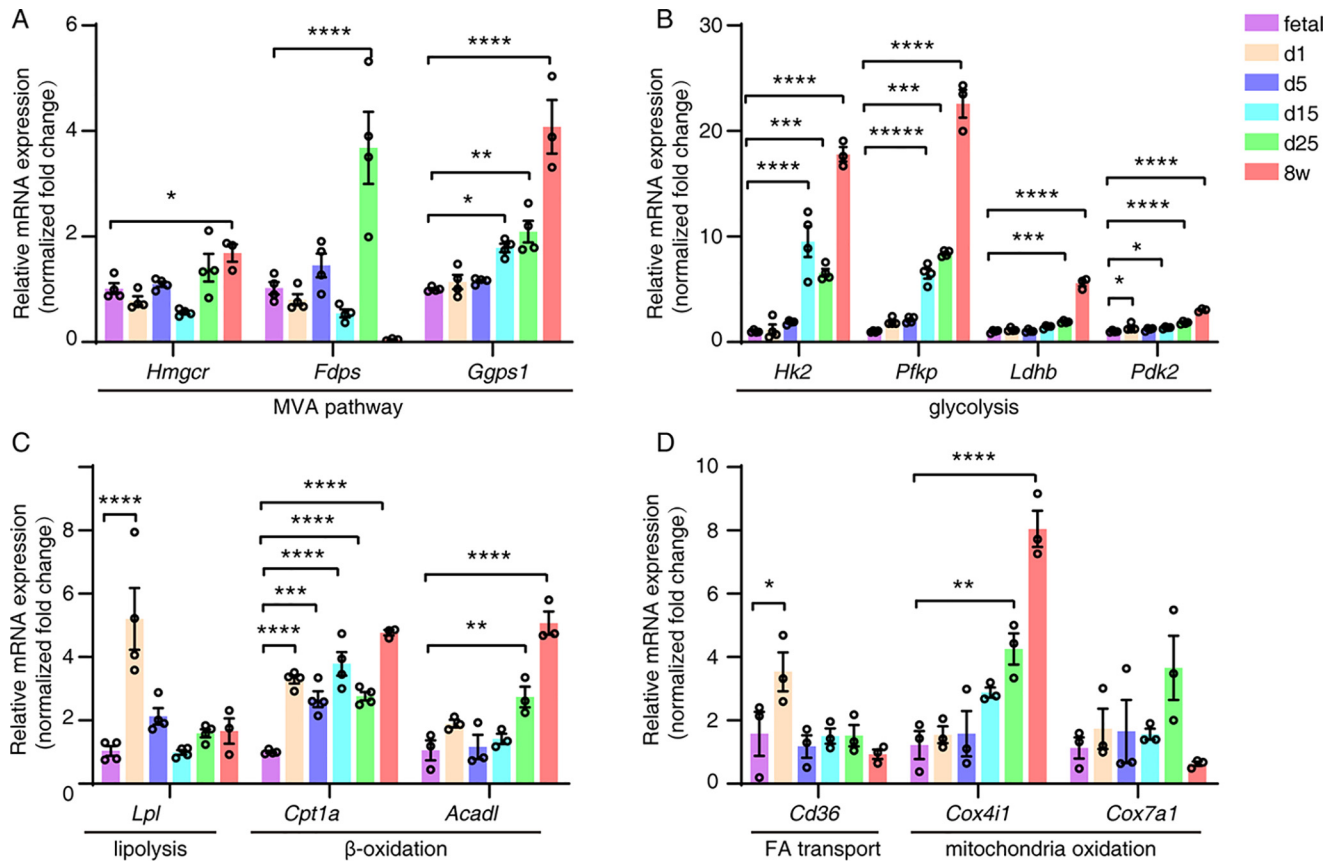 A
Relative mRNA expression
(normalized fold change)
6
4
2
0
*
****
****
**
*
Hmgcr Fdps Ggps1
MVA pathway
B
Relative mRNA expression
(normalized fold change)
30
20
10
0
****
***
****
****
***
*****
****
***
****
****
*
*
Hk2 Pfkp Ldhb Pdk2
glycolysis
fetal
d1
d5
d15
d25
8w
C
Relative mRNA expression
(normalized fold change)
8
6
4
2
0
****
****
****
****
***
****
****
**
Lpl Cpt1a Acadl
lipolysis β-oxidation
D
Relative mRNA expression
(normalized fold change)
10
8
6
4
2
0
*
****
**
Cd36 Cox4i1 Cox7a1
FA transport mitochondria oxidation